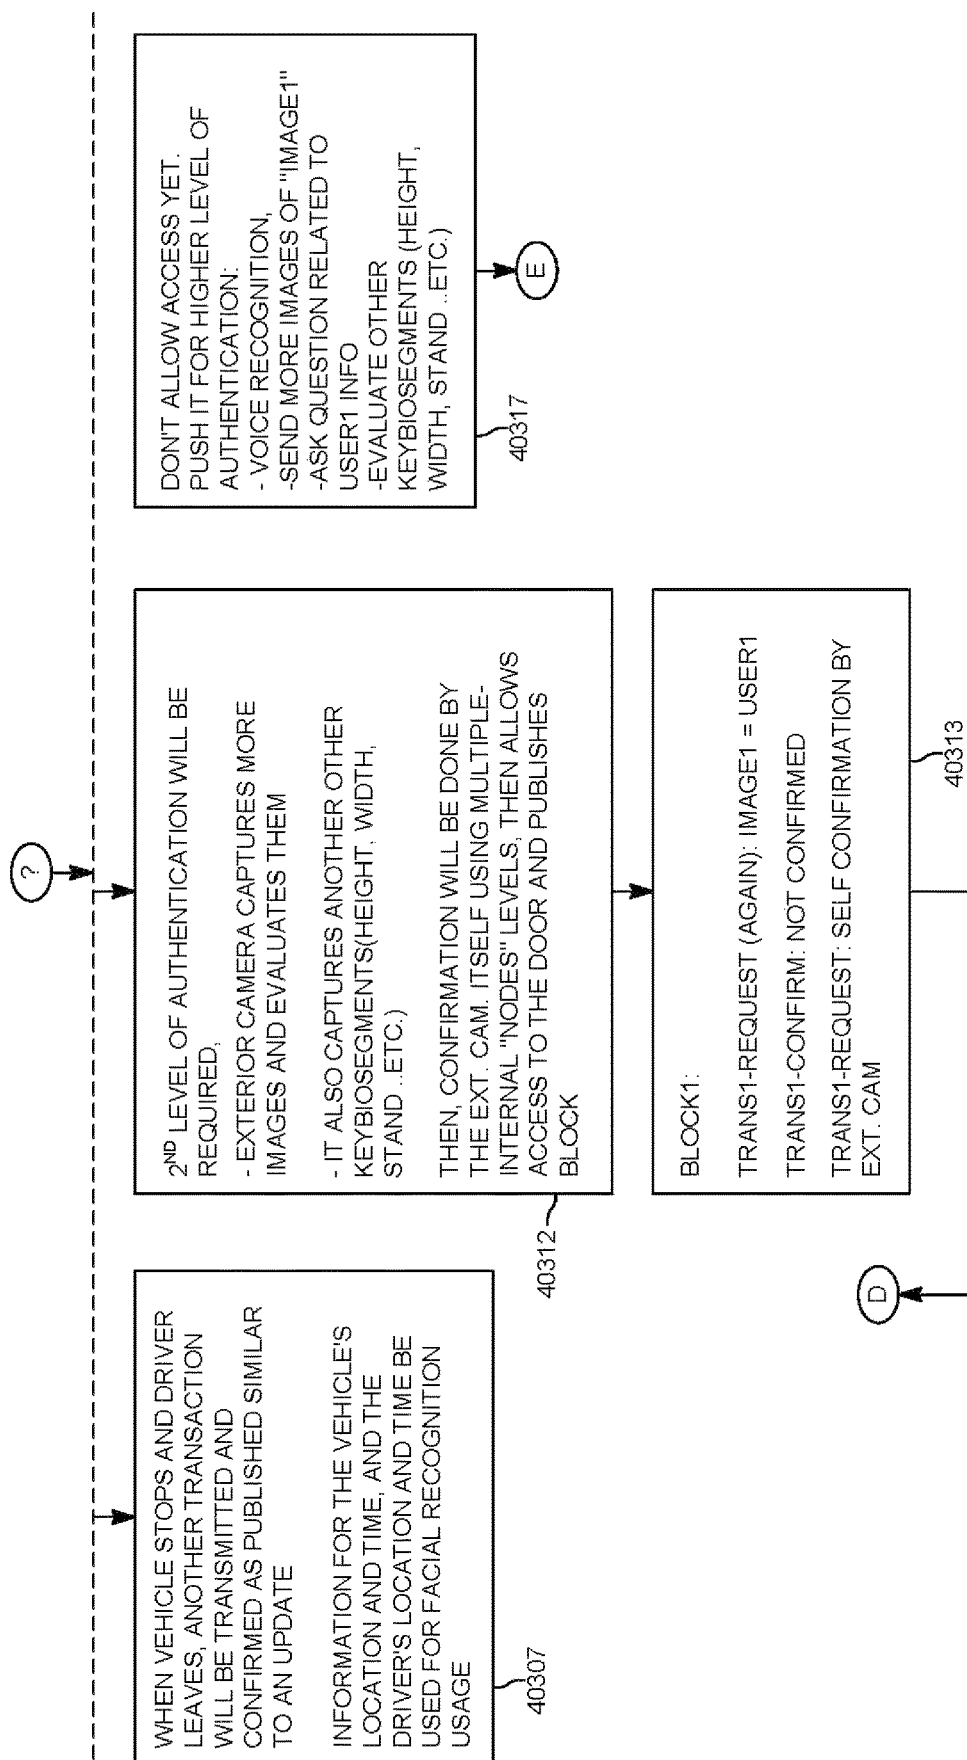 ?
WHEN VEHICLE STOPS AND DRIVER
LEAVES, ANOTHER TRANSACTION
WILL BE TRANSMITTED AND
CONFIRMED AS PUBLISHED SIMILAR
TO AN UPDATE
INFORMATION FOR THE VEHICLE'S
LOCATION AND TIME, AND THE
DRIVER'S LOCATION AND TIME BE
USED FOR FACIAL RECOGNITION
USAGE
40307
2ND LEVEL OF AUTHENTICATION WILL BE
REQUIRED,
- EXTERIOR CAMERA CAPTURES MORE
IMAGES AND EVALUATES THEM
- IT ALSO CAPTURES ANOTHER OTHER
KEYBIOSEGMENTS(HEIGHT, WIDTH,
STAND ..ETC.)
THEN, CONFIRMATION WILL BE DONE BY
THE EXT. CAM. ITSELF USING MULTIPLE-
INTERNAL "NODES" LEVELS, THEN ALLOWS
ACCESS TO THE DOOR AND PUBLISHES
BLOCK
40312
BLOCK1:
TRANS1-REQUEST (AGAIN): IMAGE1 = USER1
TRANS1-CONFIRM: NOT CONFIRMED
TRANS1-REQUEST: SELF CONFIRMATION BY
EXT. CAM
40313
D
DON'T ALLOW ACCESS YET.
PUSH IT FOR HIGHER LEVEL OF
AUTHENTICATION:
- VOICE RECOGNITION,
-SEND MORE IMAGES OF "IMAGE1"
-ASK QUESTION RELATED TO
USER1 INFO
-EVALUATE OTHER
KEYBIOSEGMENTS (HEIGHT,
WIDTH, STAND ..ETC.)
40317
E